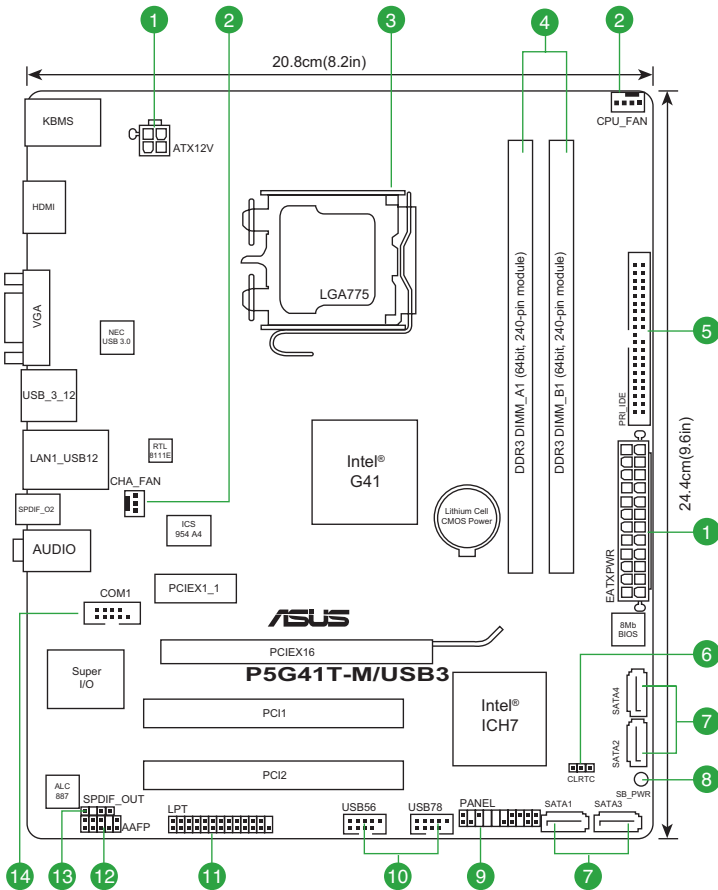 1
2
3
4
2
20.8cm(8.2in)
KBMS
ATX12V
CPU_FAN
HDMI
LGA775
VGA
NEC
USB 3.0
DDR3 DIMM_A1 (64bit, 240-pin module)
DDR3 DIMM_B1 (64bit, 240-pin module)
PRI_IDE
5
24.4cm(9.6in)
USB_3_12
LAN1_USB12
RTL
8111E
Intel®
G41
CHA_FAN
2
SPDIF_O2
ICS
954 A4
Lithium Cell
CMOS Power
EATXPWR
1
AUDIO
PCIEX1_1
COM1
14
ASUS
8Mb
BIOS
PCIEX16
6
P5G41T-M/USB3
Super
I/O
Intel®
ICH7
SATA4
7
PCI1
SATA2
PCI2
CLRTC
8
SB_PWR
ALC
887
SPDIF_OUT
AAFP
LPT
USB56
USB78
PANEL
SATA1
SATA3
13
12
11
10
9
7